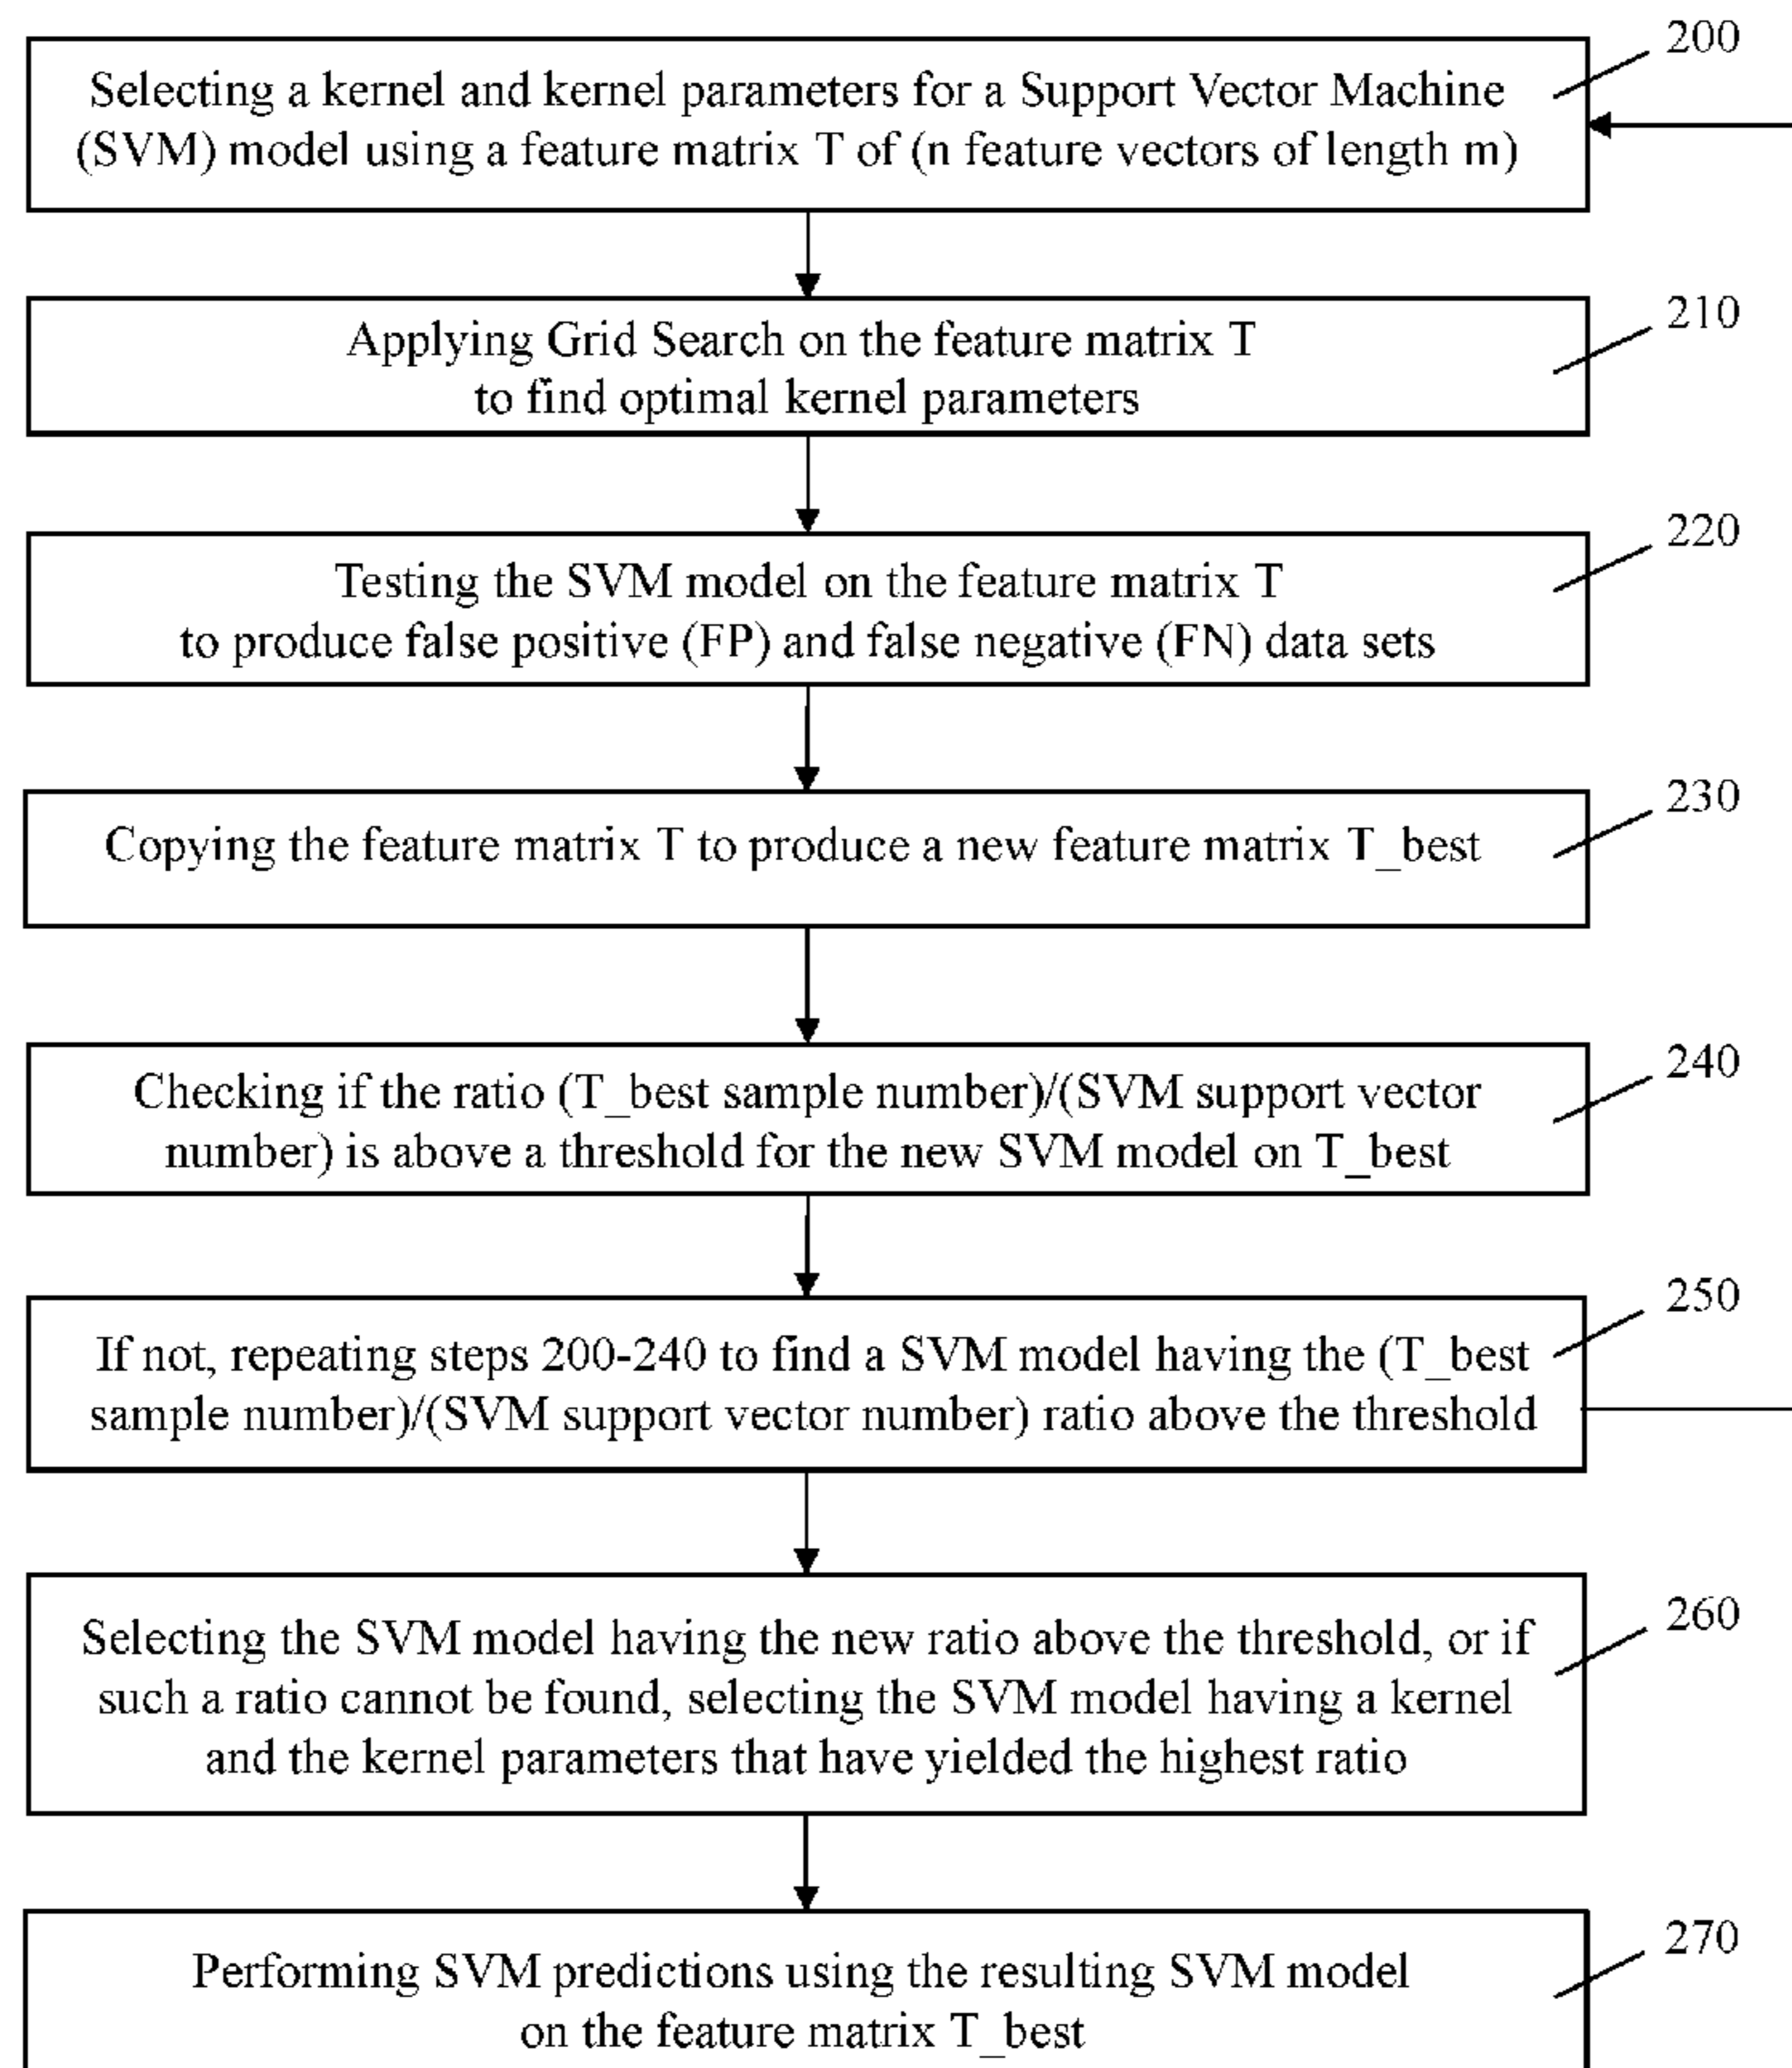 200
Selecting a kernel and kernel parameters for a Support Vector Machine
(SVM) model using a feature matrix T of (n feature vectors of length m)
210
Applying Grid Search on the feature matrix T
to find optimal kernel parameters
220
Testing the SVM model on the feature matrix T
to produce false positive (FP) and false negative (FN) data sets
230
Copying the feature matrix T to produce a new feature matrix T_best
240
Checking if the ratio (T_best sample number)/(SVM support vector
number) is above a threshold for the new SVM model on T_best
250
If not, repeating steps 200-240 to find a SVM model having the (T_best
sample number)/(SVM support vector number) ratio above the threshold
260
Selecting the SVM model having the new ratio above the threshold, or if
such a ratio cannot be found, selecting the SVM model having a kernel
and the kernel parameters that have yielded the highest ratio
270
Performing SVM predictions using the resulting SVM model
on the feature matrix T_best